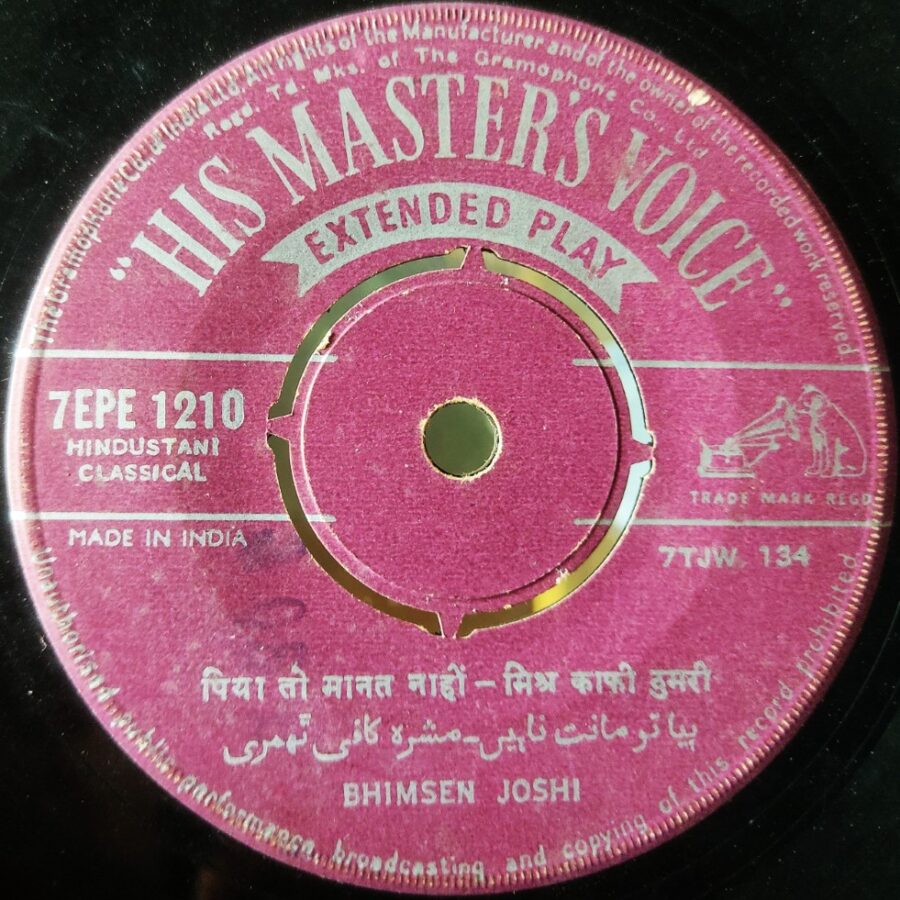 The Gramophone Co., of India Ltd. All rights of the Manufacturer and of the owner of the recorded work reserved
Regd. Td. Mks. of The Gramophone Co., Ltd
"HIS MASTER'S VOICE"
EXTENDED PLAY
7EPE 1210
HINDUSTANI
CLASSICAL
TRADE MARK REGD
MADE IN INDIA
7TJW. 134
पिया तो मानत नाहीं - मिश्र काफ़ी ठुमरी
پیا تو مانت ناہیں - مشرہ کافی ٹھمری
BHIMSEN JOSHI
Unauthorised Public performance, broadcasting and copying of this record prohibited